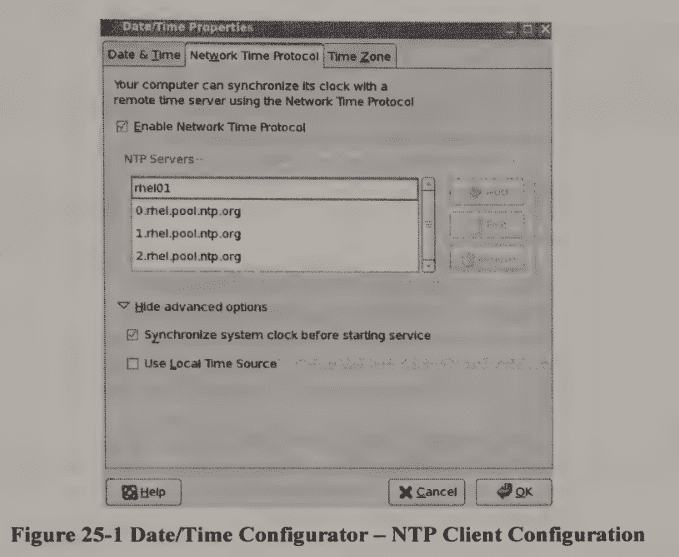 Date/Time Properties
Date & Time Network Time Protocol Time Zone
Your computer can synchronize its clock with a
remote time server using the Network Time Protocol
Enable Network Time Protocol
NTP Servers
rhel01
0.rhel.pool.ntp.org
1.rhel.pool.ntp.org
2.rhel.pool.ntp.org
Hide advanced options
Synchronize system clock before starting service
Use Local Time Source
Help Cancel OK
Figure 25-1 Date/Time Configurator – NTP Client Configuration